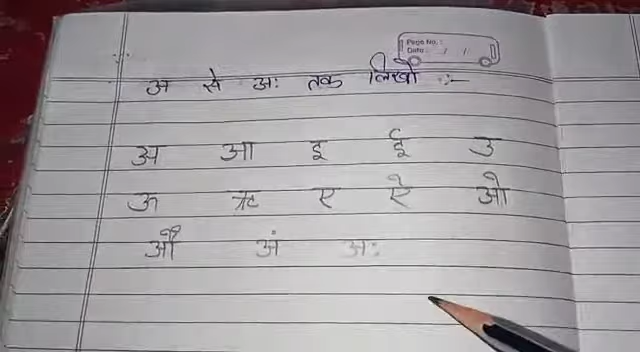 Page No. :
Date : / /
अ से अः तक लिखो :-
अ आ इ ई उ
ऊ ऋ ए ऐ ओ
औ अं अः